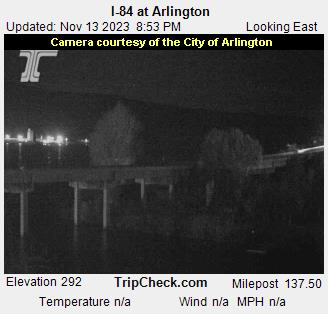 I-84 at Arlington
Updated: Nov 13 2023 8:53 PM Looking East
Camera courtesy of the City of Arlington
Elevation 292 TripCheck.com Milepost 137.50
Temperature n/a Wind n/a MPH n/a